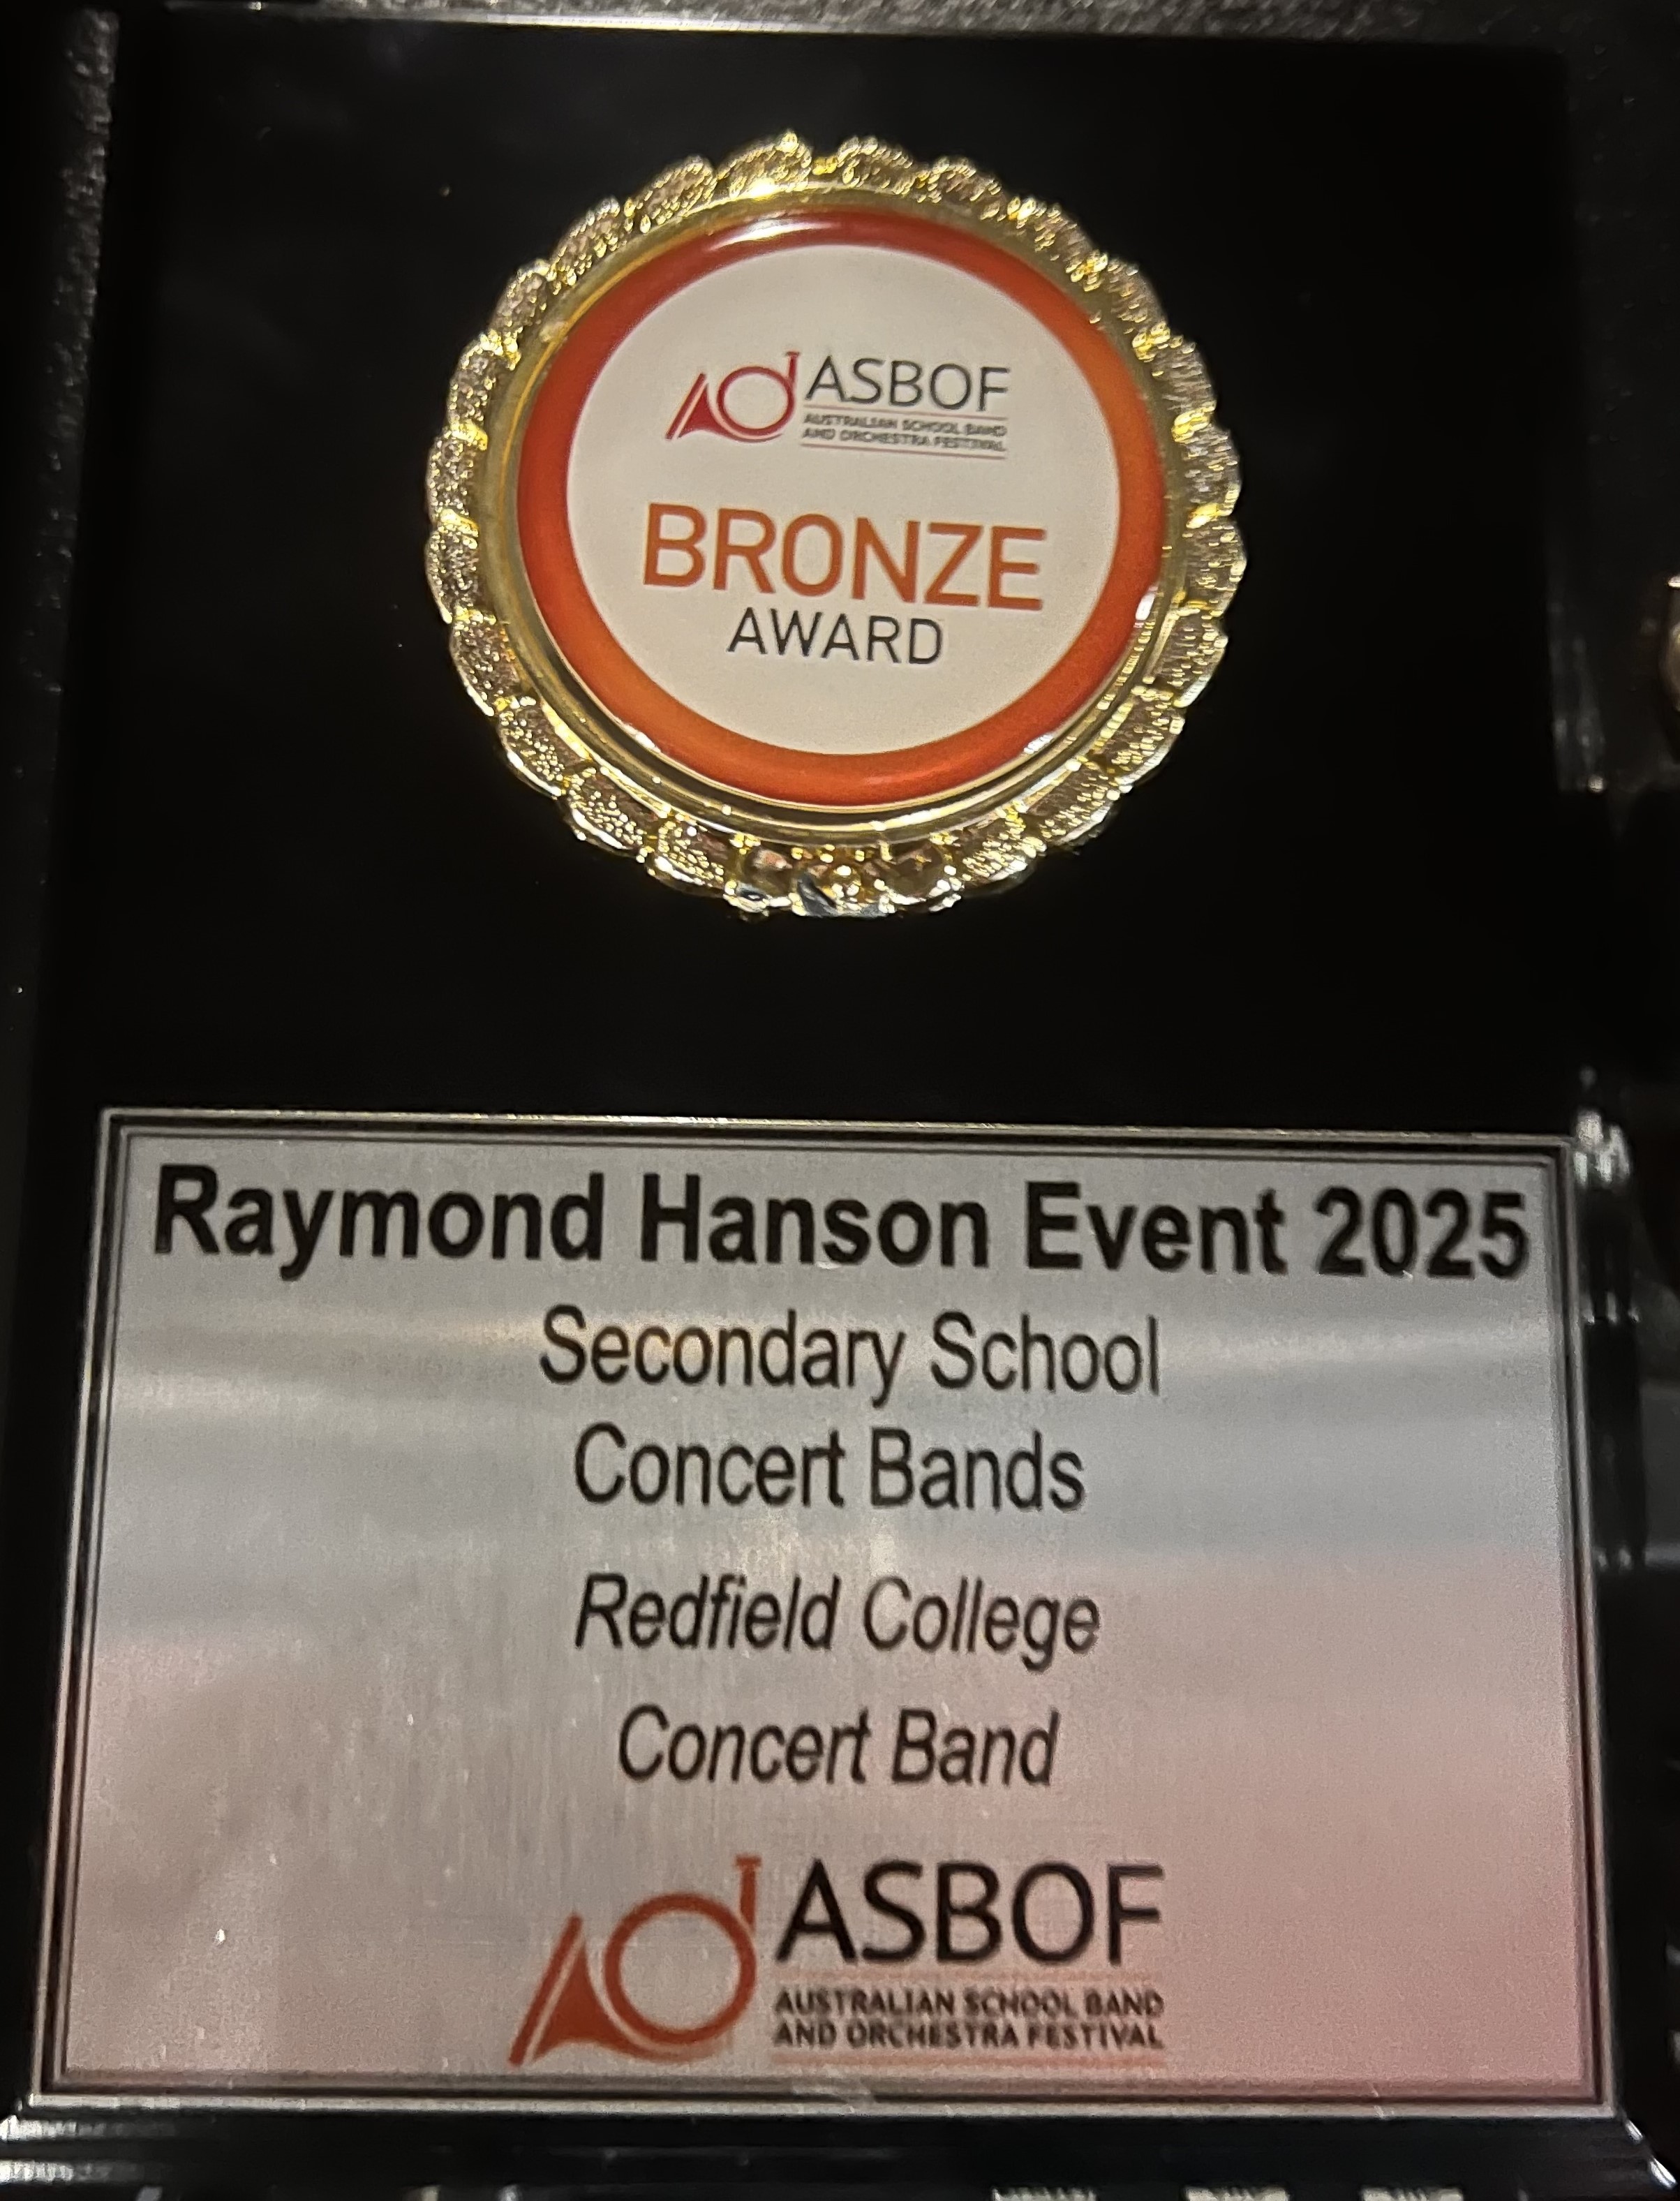 ASBOF
AUSTRALIAN SCHOOL BAND
AND ORCHESTRA FESTIVAL
BRONZE
AWARD
Raymond Hanson Event 2025
Secondary School
Concert Bands
Redfield College
Concert Band
ASBOF
AUSTRALIAN SCHOOL BAND
AND ORCHESTRA FESTIVAL